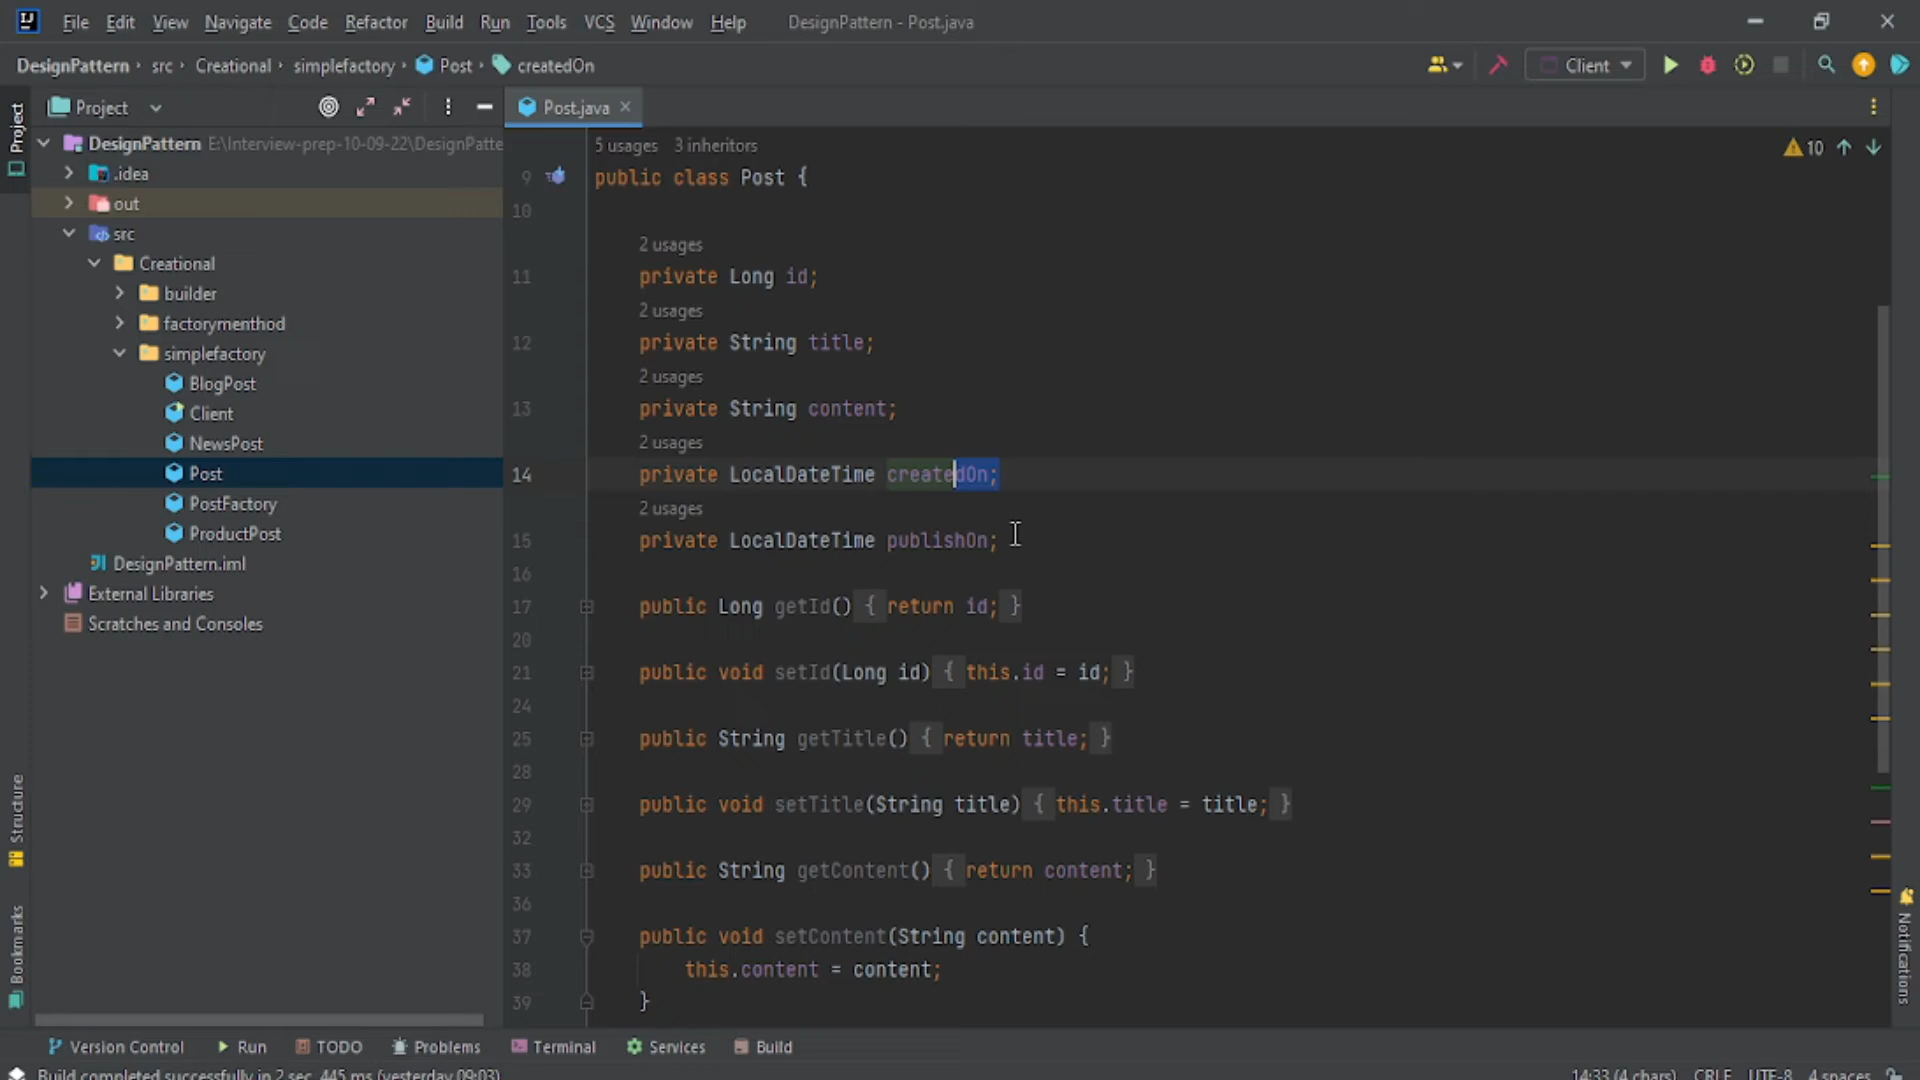 File Edit View Navigate Code Refactor Build Run Tools VCS Window Help DesignPattern - Post.java
DesignPattern src Creational simplefactory Post createdOn
Client
Project
Post.java
Project
DesignPattern E:\Interview-prep-10-09-22\DesignPatte
.idea
out
src
Creational
builder
factorymenthod
simplefactory
BlogPost
Client
NewsPost
Post
PostFactory
ProductPost
DesignPattern.iml
External Libraries
Scratches and Consoles
Structure
Bookmarks
5 usages 3 inheritors
10
9 public class Post {
10
2 usages
11 private Long id;
2 usages
12 private String title;
2 usages
13 private String content;
2 usages
14 private LocalDateTime createdOn;
2 usages
15 private LocalDateTime publishOn;
16
17 public Long getId() { return id; }
20
21 public void setId(Long id) { this.id = id; }
24
25 public String getTitle() { return title; }
28
29 public void setTitle(String title) { this.title = title; }
32
33 public String getContent() { return content; }
36
37 public void setContent(String content) {
38 this.content = content;
39 }
Notifications
Version Control Run TODO Problems Terminal Services Build
Build completed successfully in 2 sec, 445 ms (yesterday 09:03)
14:33 (4 chars) CRLF UTF-8 4 spaces